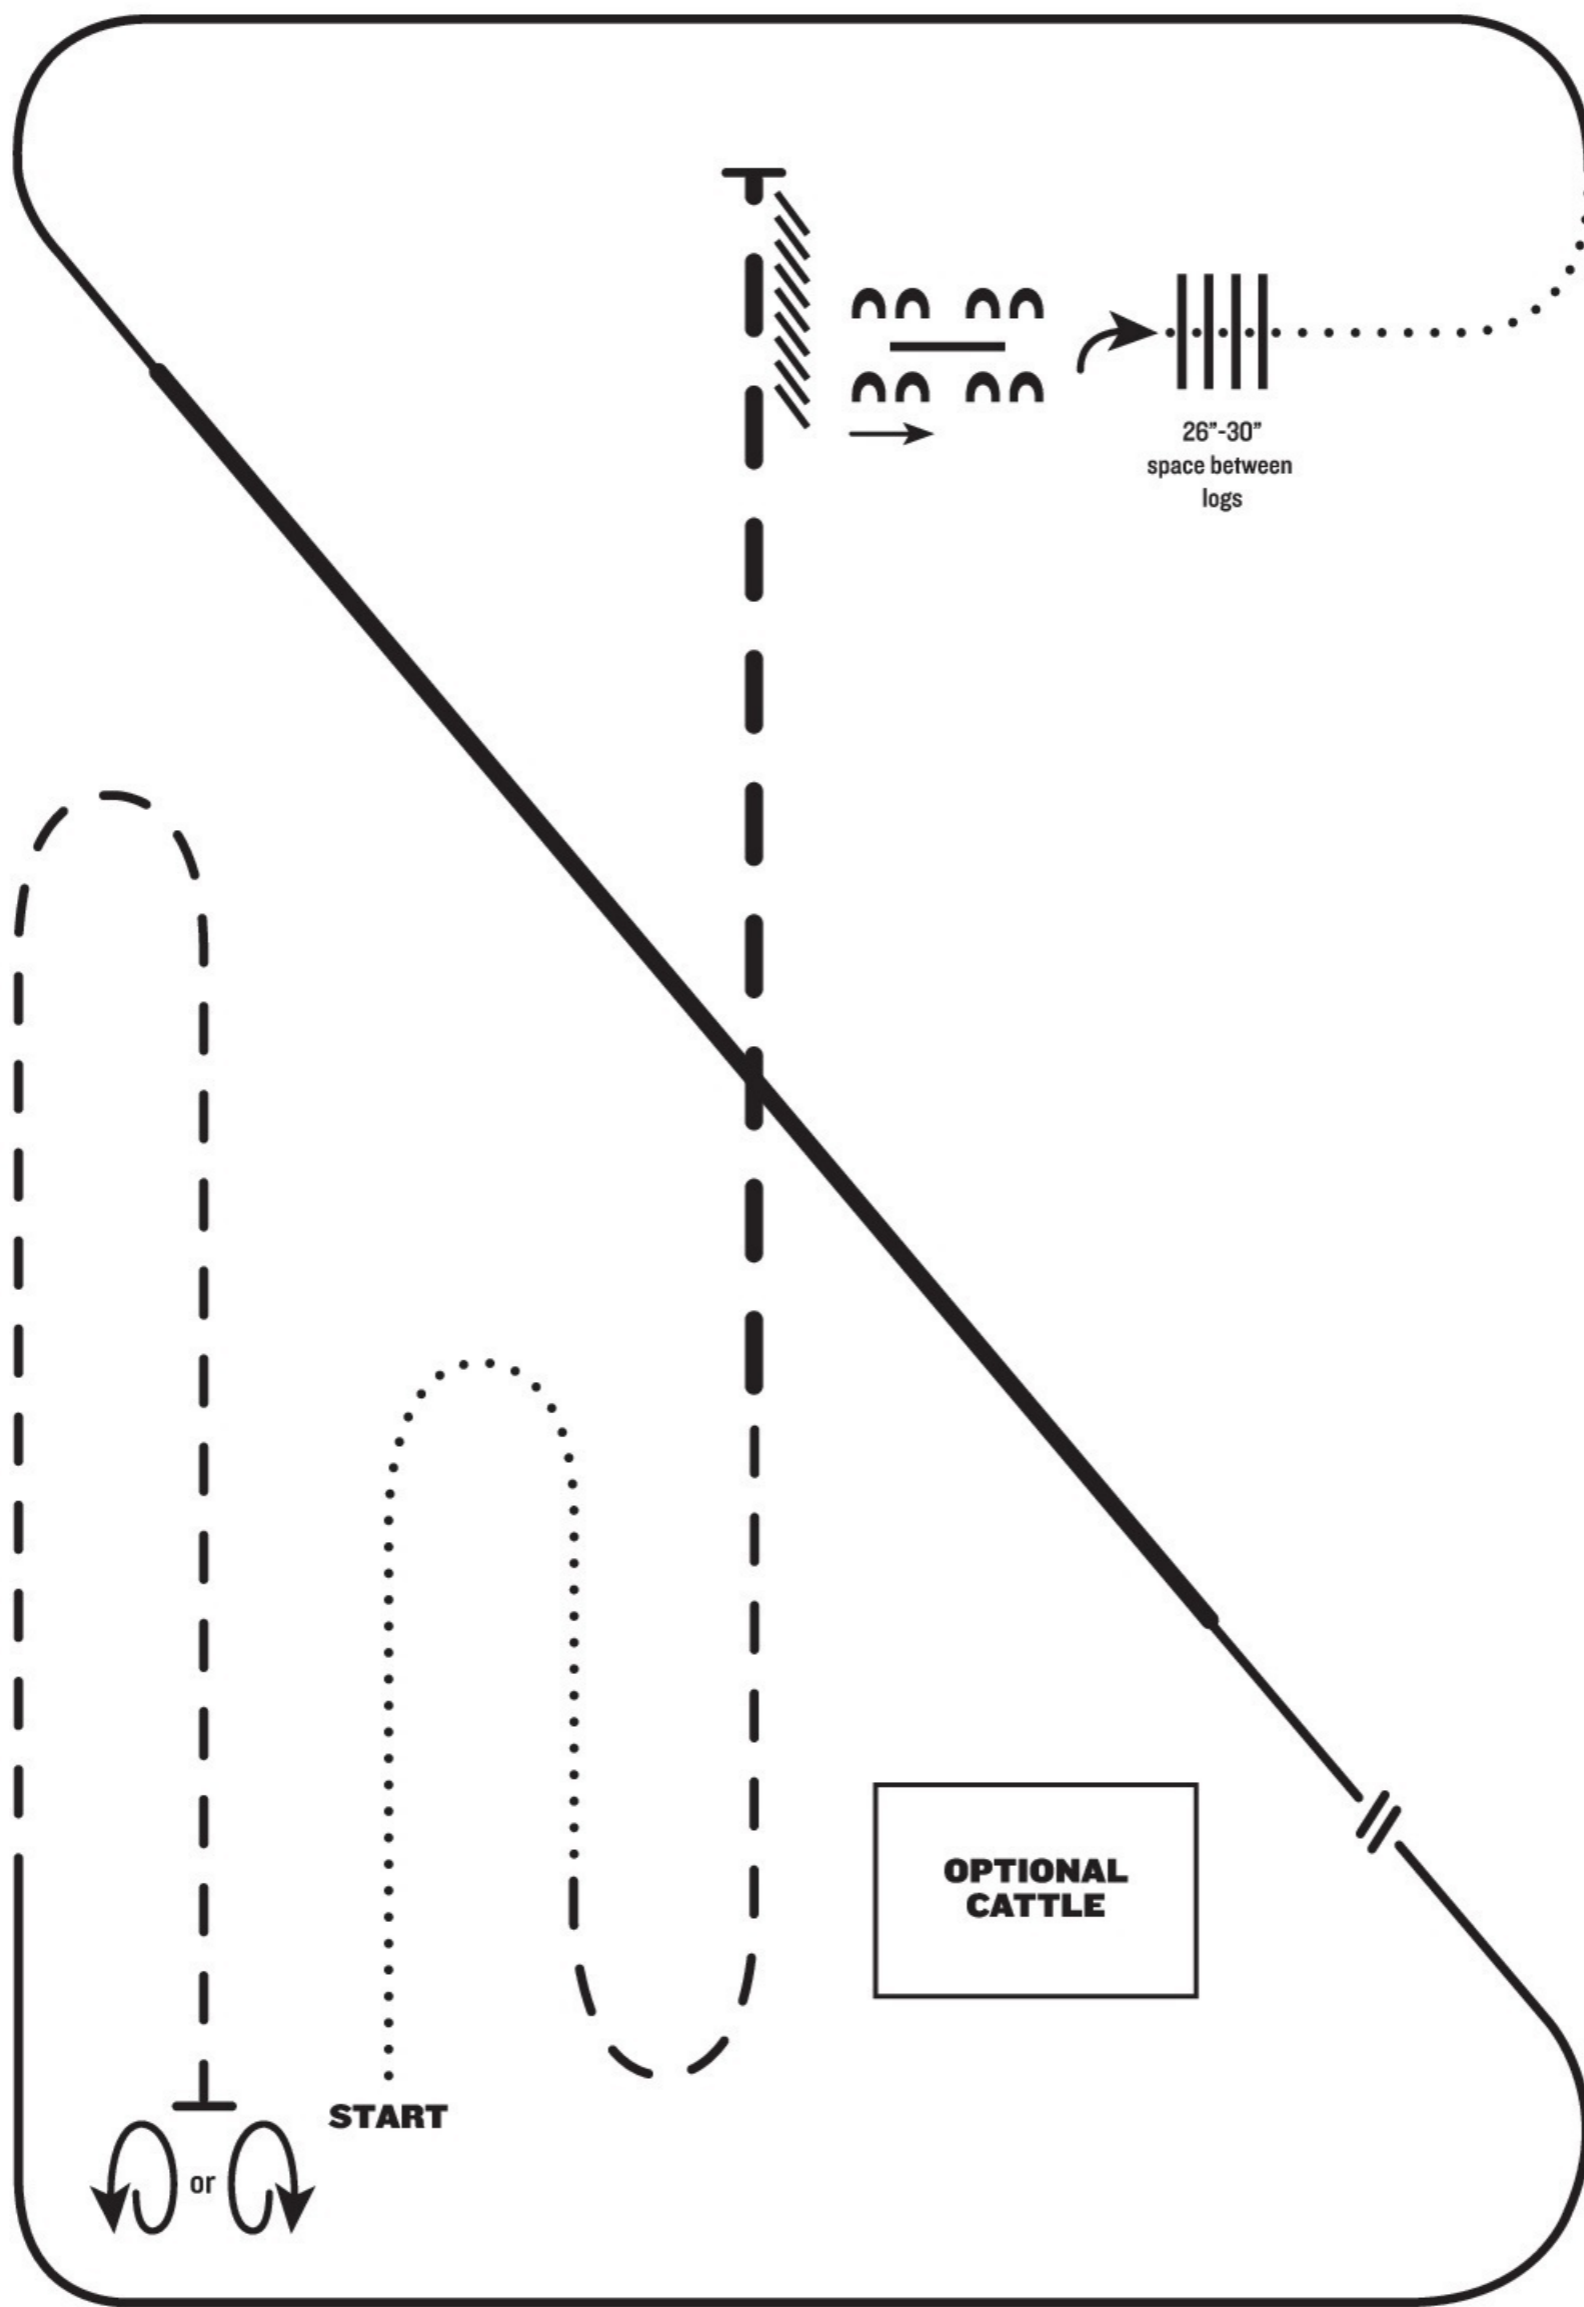 26”-30”
space between
logs
OPTIONAL
CATTLE
START
or